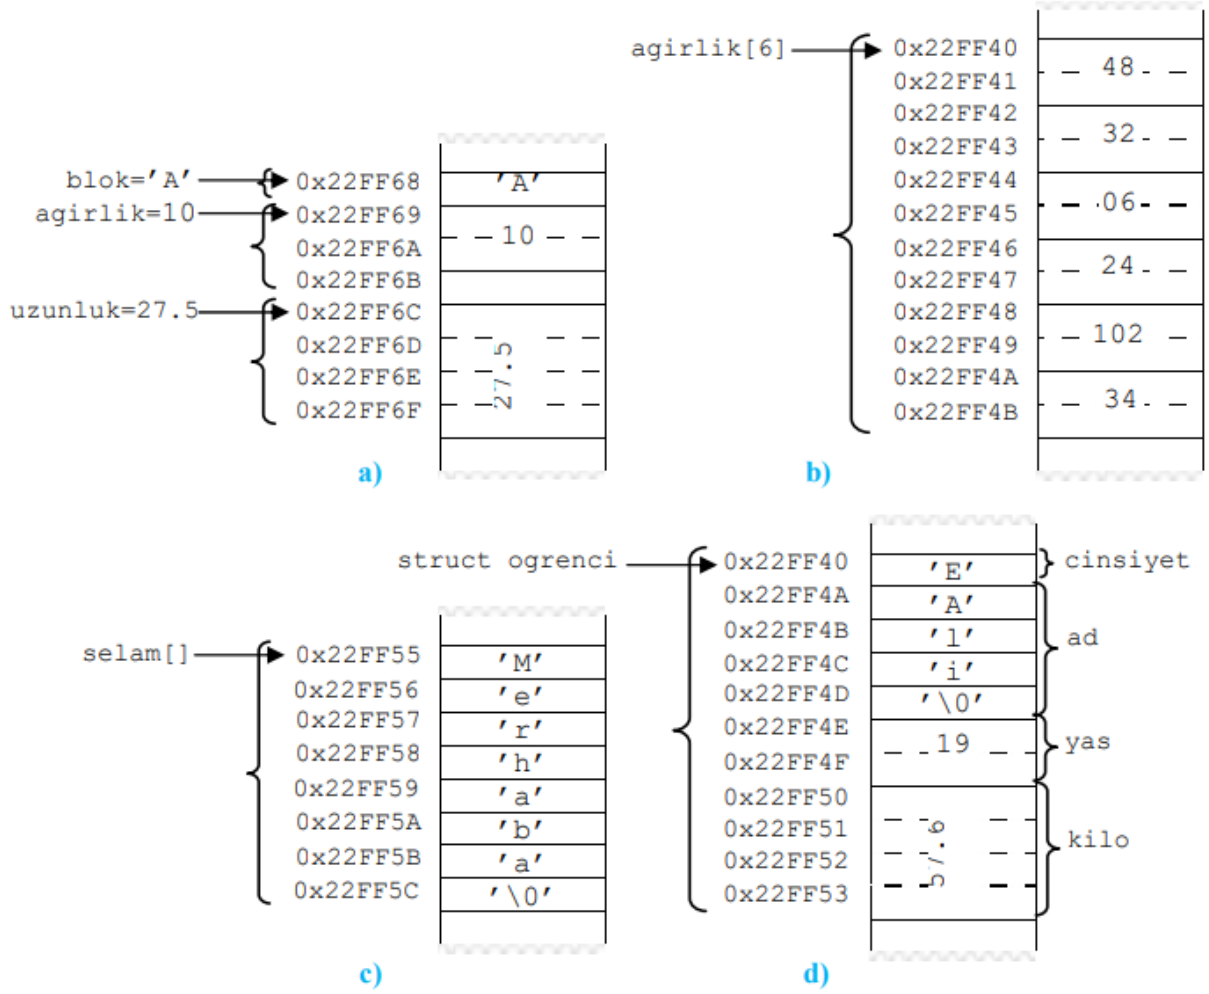 blok='A'
0x22FF68
'A'
agirlik=10
0x22FF69
10
0x22FF6A
0x22FF6B
uzunluk=27.5
0x22FF6C
0x22FF6D
0x22FF6E
0x22FF6F
27.5
a)
agirlik[6]
0x22FF40
0x22FF41
48
0x22FF42
0x22FF43
32
0x22FF44
0x22FF45
06
0x22FF46
0x22FF47
24
0x22FF48
0x22FF49
102
0x22FF4A
0x22FF4B
34
b)
selam[]
0x22FF55
'M'
0x22FF56
'e'
0x22FF57
'r'
0x22FF58
'h'
0x22FF59
'a'
0x22FF5A
'b'
0x22FF5B
'a'
0x22FF5C
'\0'
c)
struct ogrenci
0x22FF40
'E'
cinsiyet
0x22FF4A
'A'
0x22FF4B
'l'
ad
0x22FF4C
'i'
0x22FF4D
'\0'
0x22FF4E
19
yas
0x22FF4F
0x22FF50
0x22FF51
57.6
kilo
0x22FF52
0x22FF53
d)